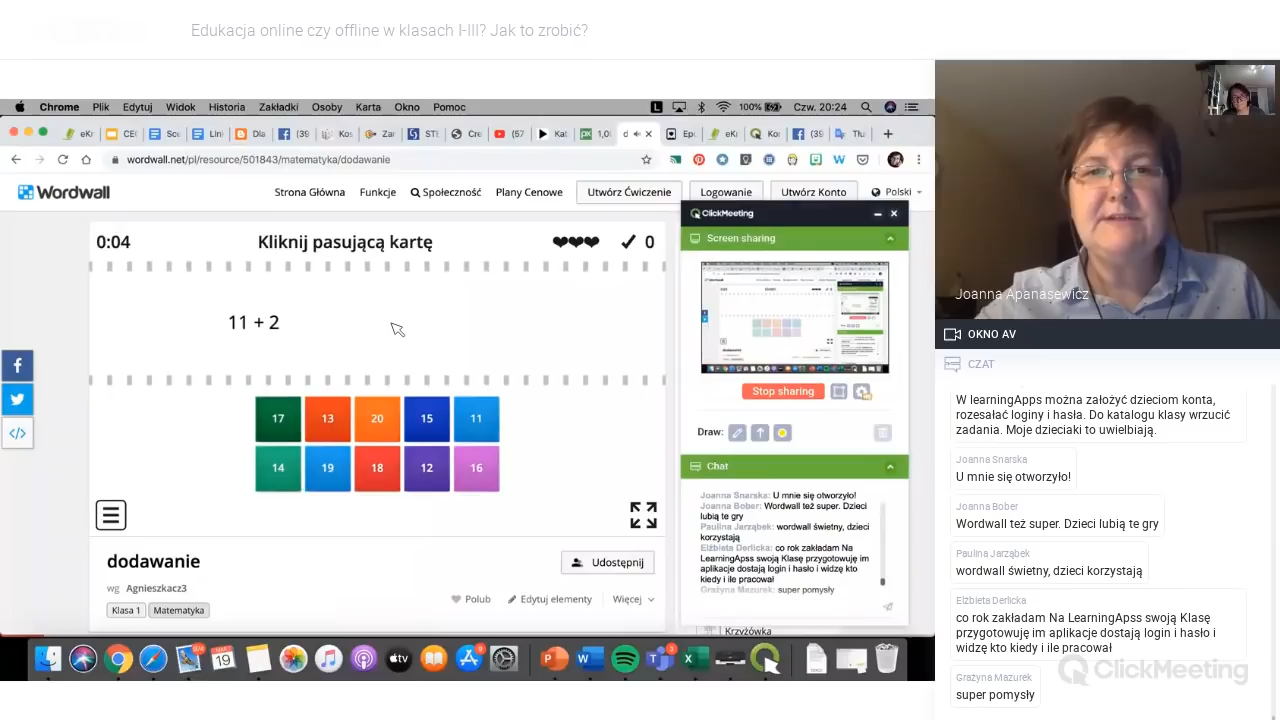 Edukacja online czy offline w klasach I-III? Jak to zrobić?
Chrome Plik Edytuj Widok Historia Zakładki Osoby Karta Okno Pomoc
100% Czw. 20:24
wordwall.net/pl/resource/501843/matematyka/dodawanie
Wordwall
Strona Główna Funkcje Społeczność Plany Cenowe Utwórz Ćwiczenie Logowanie Utwórz Konto Polski
0:04 Kliknij pasującą kartę 0
11 + 2
17 13 20 15 11
14 19 18 12 16
dodawanie
Udostępnij
wg Agnieszkacz3
Klasa 1 Matematyka
Polub Edytuj elementy Więcej
ClickMeeting
Screen sharing
Stop sharing
Draw:
Chat
Joanna Snarska: U mnie się otworzyło!
Joanna Bober: Wordwall też super. Dzieci
lubią te gry
Paulina Jarząbek: wordwall świetny, dzieci
korzystają
Elżbieta Derlicka: co rok zakładam Na
LearningApss swoją Klasę przygotowuję im
aplikacje dostają login i hasło i widzę kto
kiedy i ile pracował
Grażyna Mazurek: super pomysły
Krzyżówka
Joanna Apanasewicz
OKNO AV
CZAT
W learningApps można założyć dzieciom konta,
rozesałać loginy i hasła. Do katalogu klasy wrzucić
zadania. Moje dzieciaki to uwielbiają.
Joanna Snarska
U mnie się otworzyło!
Joanna Bober
Wordwall też super. Dzieci lubią te gry
Paulina Jarząbek
wordwall świetny, dzieci korzystają
Elżbieta Derlicka
co rok zakładam Na LearningApss swoją Klasę
przygotowuję im aplikacje dostają login i hasło i
widzę kto kiedy i ile pracował
Grażyna Mazurek
super pomysły
ClickMeeting